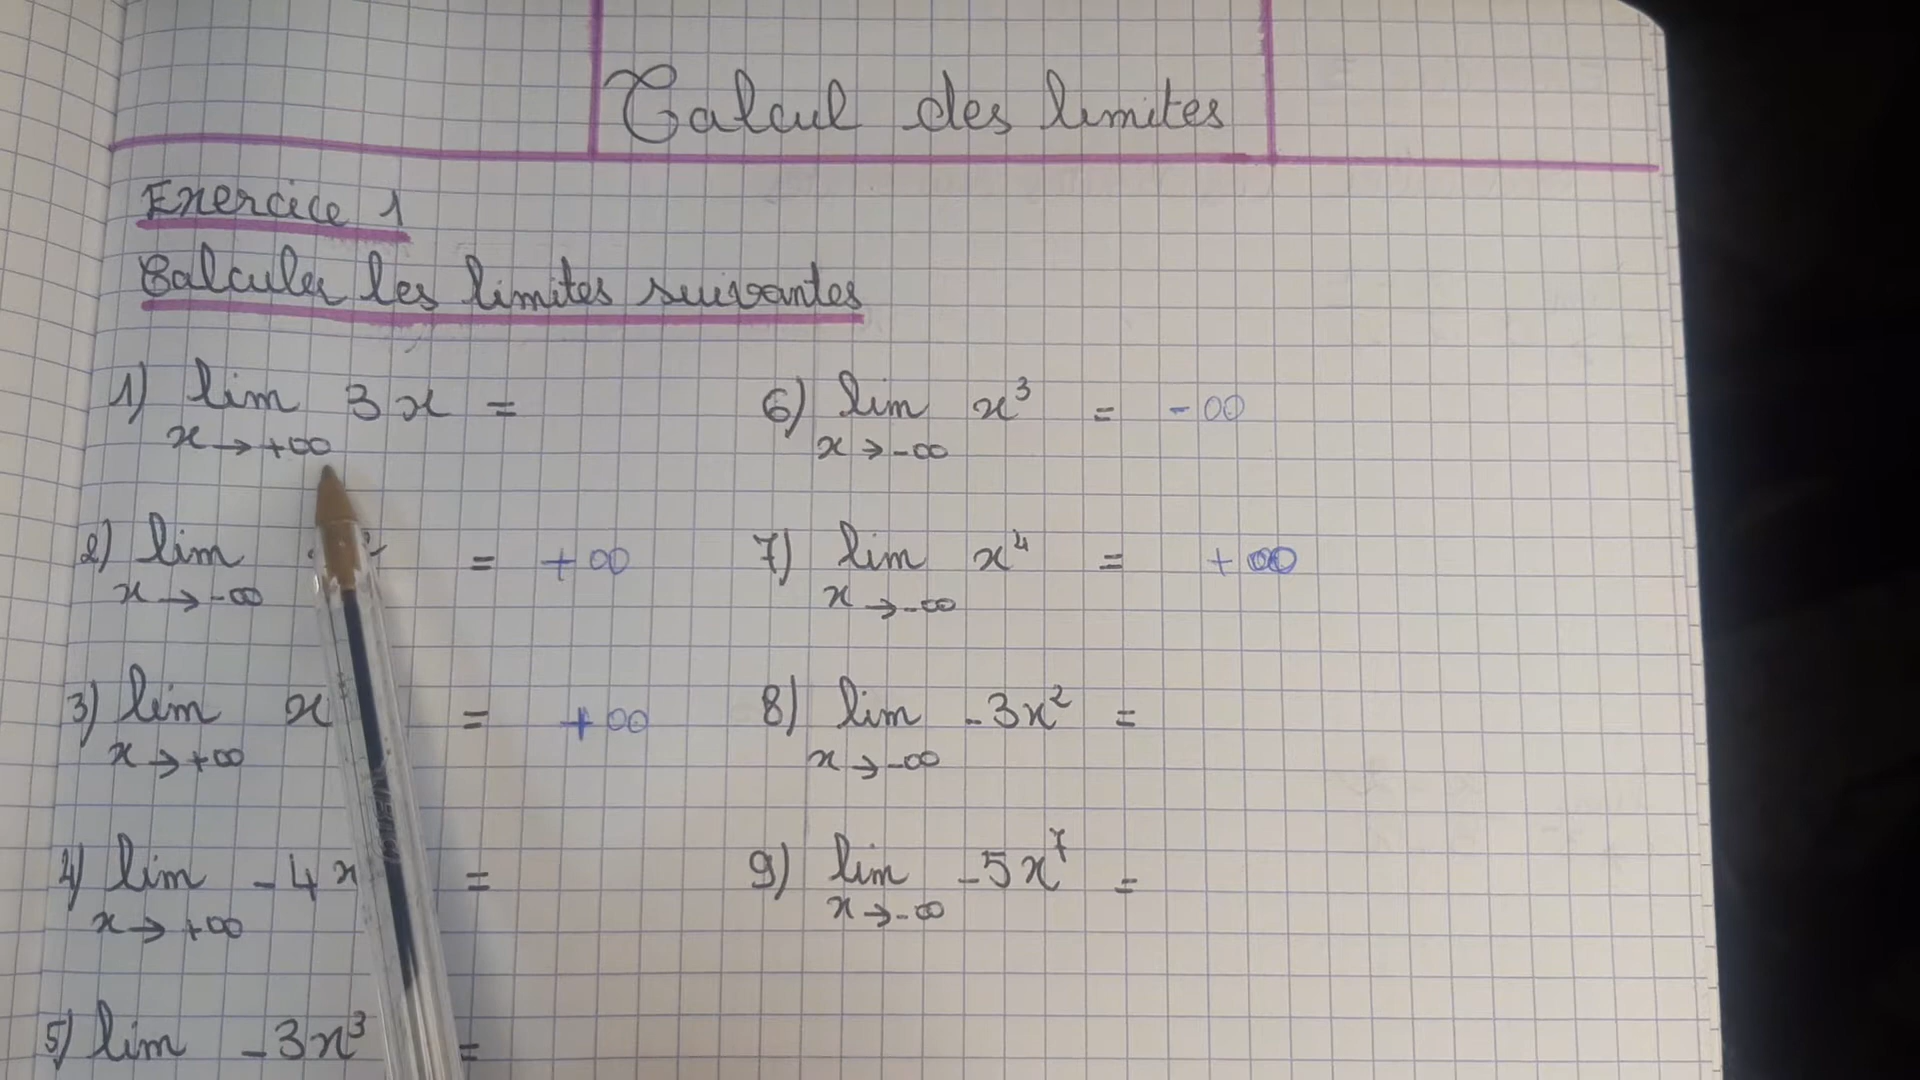 Calcul des limites
Exercice 1
Calculer les limites suivantes
1) lim 3x =
x → +∞
2) lim = +∞
x → -∞
3) lim x = +∞
x → +∞
4) lim - 4x =
x → +∞
5) lim - 3x³ =
6) lim x³ = - ∞
x → -∞
7) lim x⁴ = + ∞
x → -∞
8) lim - 3x² =
x → -∞
9) lim - 5x⁷ =
x → -∞